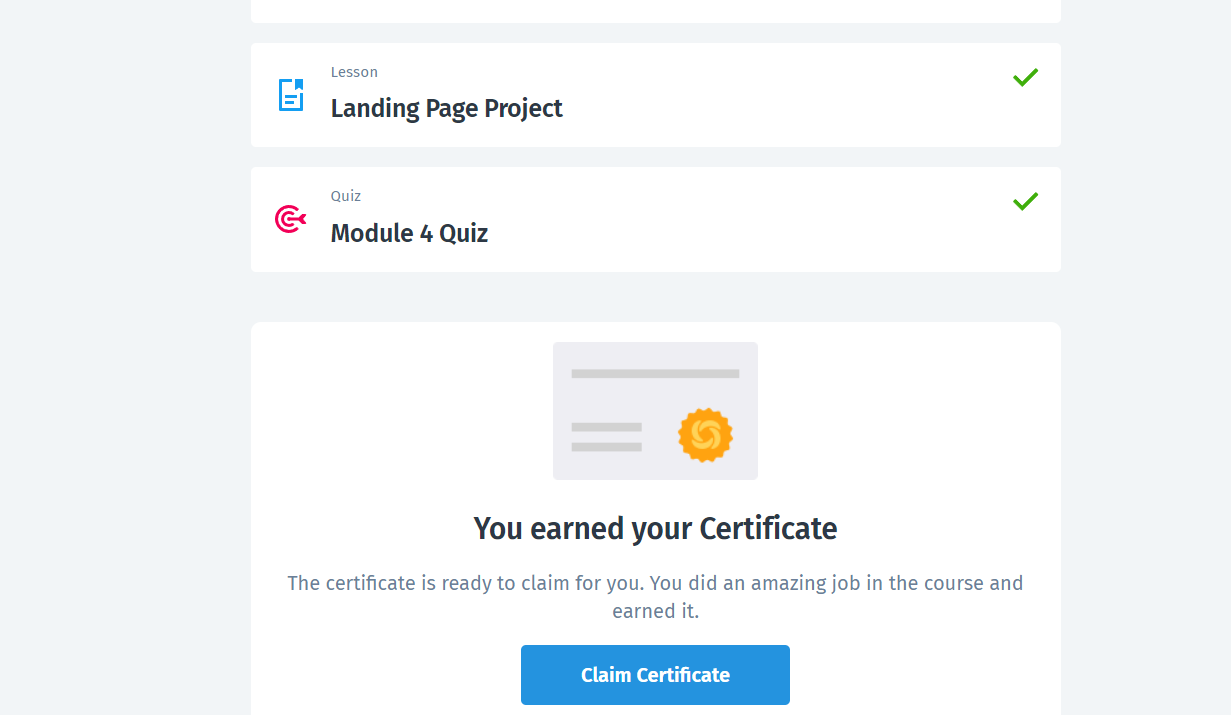 Lesson
Landing Page Project
Quiz
Module 4 Quiz
You earned your Certificate
The certificate is ready to claim for you. You did an amazing job in the course and
earned it.
Claim Certificate